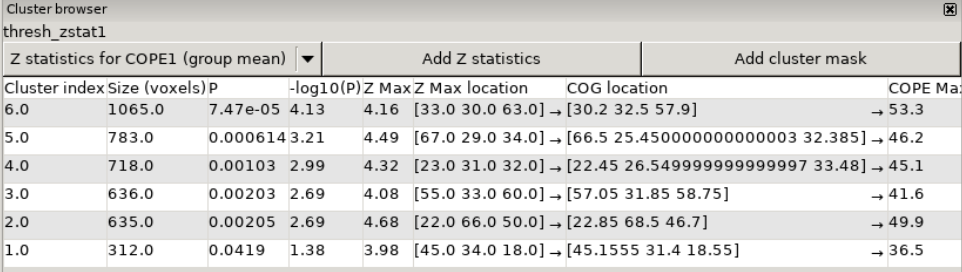 Cluster browser
thresh_zstat1
Z statistics for COPE1 (group mean) Add Z statistics Add cluster mask
Cluster index Size (voxels) P -log10(P) Z Max Z Max location COG location COPE Max
6.0 1065.0 7.47e-05 4.13 4.16 [33.0 30.0 63.0] → [30.2 32.5 57.9] → 53.3
5.0 783.0 0.000614 3.21 4.49 [67.0 29.0 34.0] → [66.5 25.450000000000003 32.385] → 46.2
4.0 718.0 0.00103 2.99 4.32 [23.0 31.0 32.0] → [22.45 26.549999999999997 33.48] → 45.1
3.0 636.0 0.00203 2.69 4.08 [55.0 33.0 60.0] → [57.05 31.85 58.75] → 41.6
2.0 635.0 0.00205 2.69 4.68 [22.0 66.0 50.0] → [22.85 68.5 46.7] → 49.9
1.0 312.0 0.0419 1.38 3.98 [45.0 34.0 18.0] → [45.1555 31.4 18.55] → 36.5